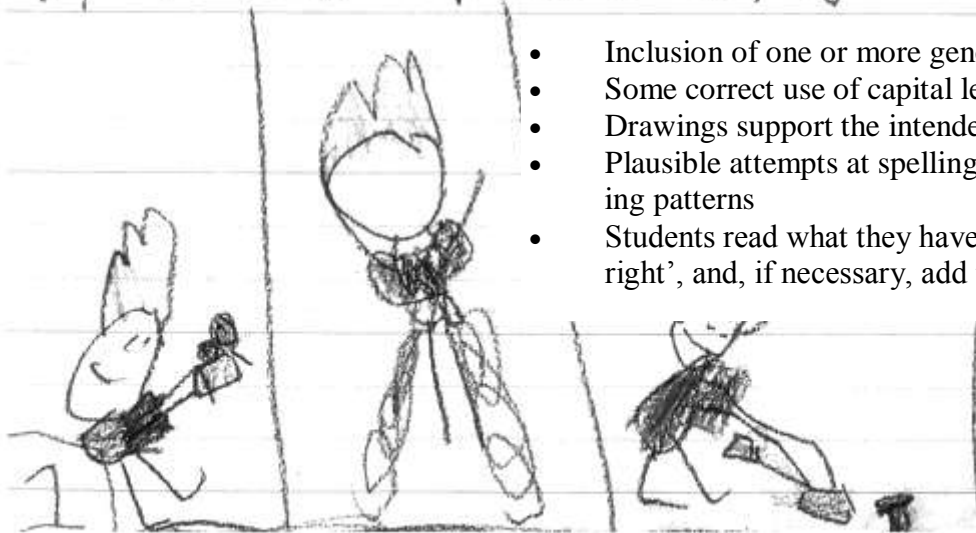 • Inclusion of one or more gen
• Some correct use of capital le
• Drawings support the intende
• Plausible attempts at spelling
ing patterns
• Students read what they have
right’, and, if necessary, add